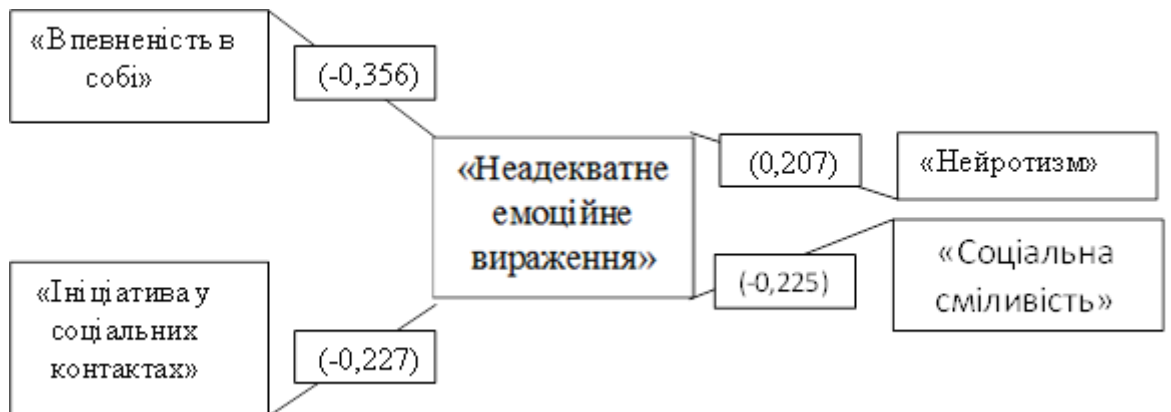 «Впевненість в
собі»
(-0,356)
«Неадекватне
емоційне
вираження»
(0,207)
«Нейротизм»
(-0,225)
«Соціальна
сміливість»
«Ініціатива у
соціальних
контактах»
(-0,227)